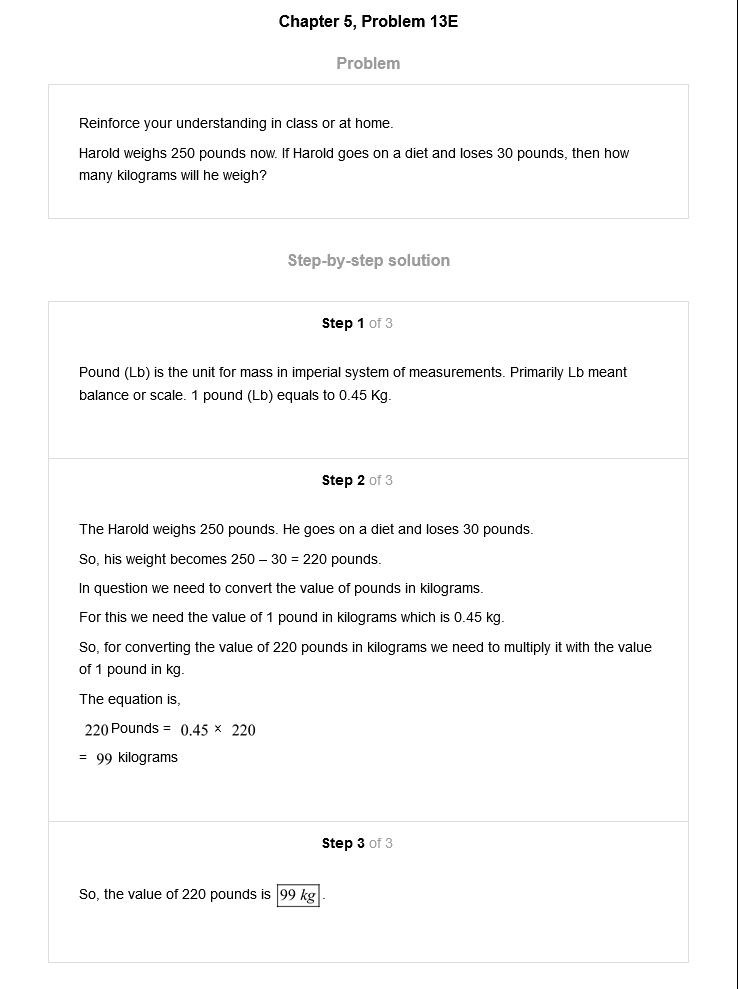 Chapter 5, Problem 13E
Problem
Reinforce your understanding in class or at home.
Harold weighs 250 pounds now. If Harold goes on a diet and loses 30 pounds, then how
many kilograms will he weigh?
Step-by-step solution
Step 1 of 3
Pound (Lb) is the unit for mass in imperial system of measurements. Primarily Lb meant
balance or scale. 1 pound (Lb) equals to 0.45 Kg.
Step 2 of 3
The Harold weighs 250 pounds. He goes on a diet and loses 30 pounds.
So, his weight becomes 250 – 30 = 220 pounds.
In question we need to convert the value of pounds in kilograms.
For this we need the value of 1 pound in kilograms which is 0.45 kg.
So, for converting the value of 220 pounds in kilograms we need to multiply it with the value
of 1 pound in kg.
The equation is,
220 Pounds = 0.45 × 220
= 99 kilograms
Step 3 of 3
So, the value of 220 pounds is 99 kg .